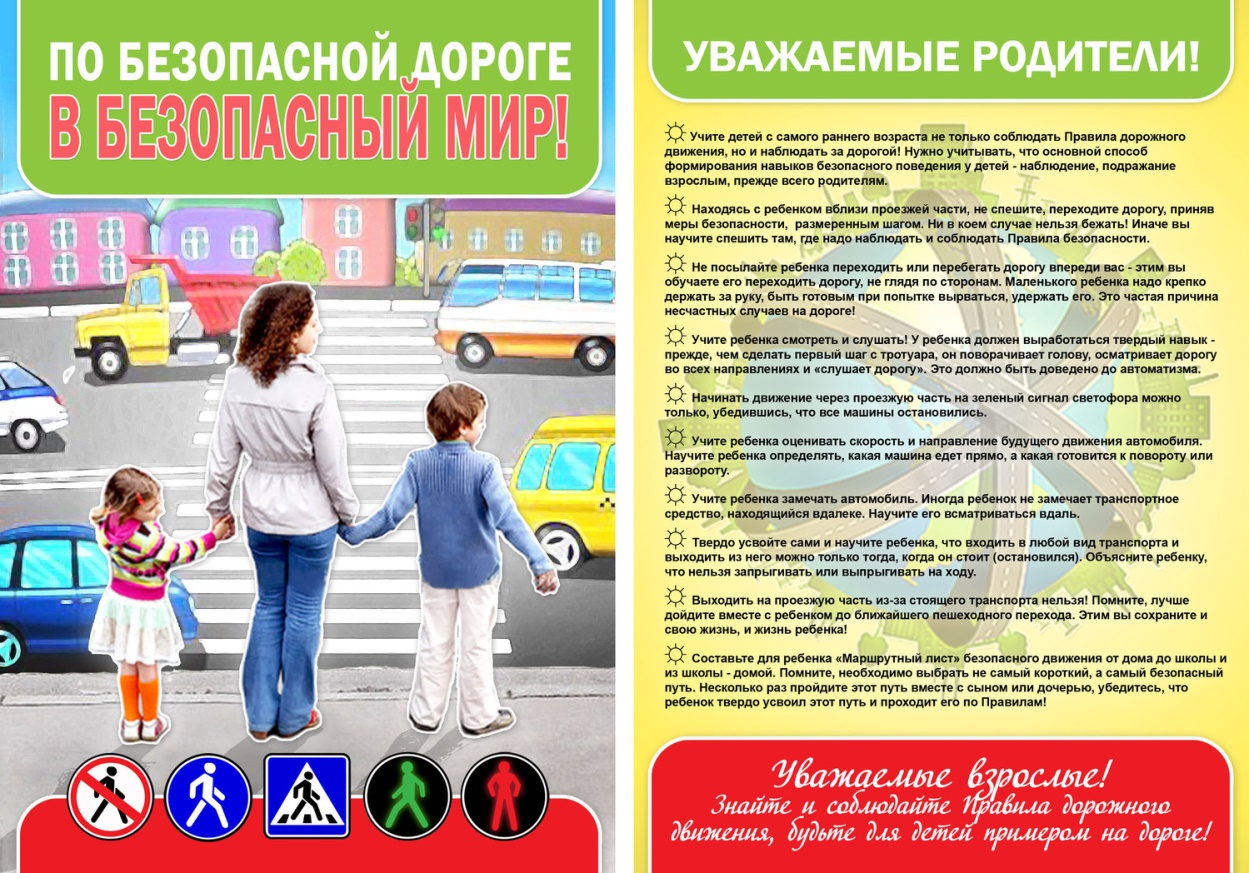 ПО БЕЗОПАСНОЙ ДОРОГЕ
В БЕЗОПАСНЫЙ МИР!
УВАЖАЕМЫЕ РОДИТЕЛИ!
Учите детей с самого раннего возраста не только соблюдать Правила дорожного
движения, но и наблюдать за дорогой! Нужно учитывать, что основной способ
формирования навыков безопасного поведения у детей - наблюдение, подражание
взрослым, прежде всего родителям.
Находясь с ребенком вблизи проезжей части, не спешите, переходите дорогу, приняв
меры безопасности, размеренным шагом. Ни в коем случае нельзя бежать! Иначе вы
научите спешить там, где надо наблюдать и соблюдать Правила безопасности.
Не посылайте ребенка переходить или перебегать дорогу впереди вас - этим вы
обучаете его переходить дорогу, не глядя по сторонам. Маленького ребенка надо крепко
держать за руку, быть готовым при попытке вырваться, удержать его. Это частая причина
несчастных случаев на дороге!
Учите ребенка смотреть и слушать! У ребенка должен выработаться твердый навык -
прежде, чем сделать первый шаг с тротуара, он поворачивает голову, осматривает дорогу
во всех направлениях и «слушает дорогу». Это должно быть доведено до автоматизма.
Начинать движение через проезжую часть на зеленый сигнал светофора можно
только, убедившись, что все машины остановились.
Учите ребенка оценивать скорость и направление будущего движения автомобиля.
Научите ребенка определять, какая машина едет прямо, а какая готовится к повороту или
развороту.
Учите ребенка замечать автомобиль. Иногда ребенок не замечает транспортное
средство, находящийся вдалеке. Научите его всматриваться вдаль.
Твердо усвойте сами и научите ребенка, что входить в любой вид транспорта и
выходить из него можно только тогда, когда он стоит (остановился). Объясните ребенку,
что нельзя запрыгивать или выпрыгивать на ходу.
Выходить на проезжую часть из-за стоящего транспорта нельзя! Помните, лучше
дойдите вместе с ребенком до ближайшего пешеходного перехода. Этим вы сохраните и
свою жизнь, и жизнь ребенка!
Составьте для ребенка «Маршрутный лист» безопасного движения от дома до школы и
из школы - домой. Помните, необходимо выбрать не самый короткий, а самый безопасный
путь. Несколько раз пройдите этот путь вместе с сыном или дочерью, убедитесь, что
ребенок твердо усвоил этот путь и проходит его по Правилам!
Уважаемые взрослые!
Знайте и соблюдайте Правила дорожного
движения, будьте для детей примером на дороге!